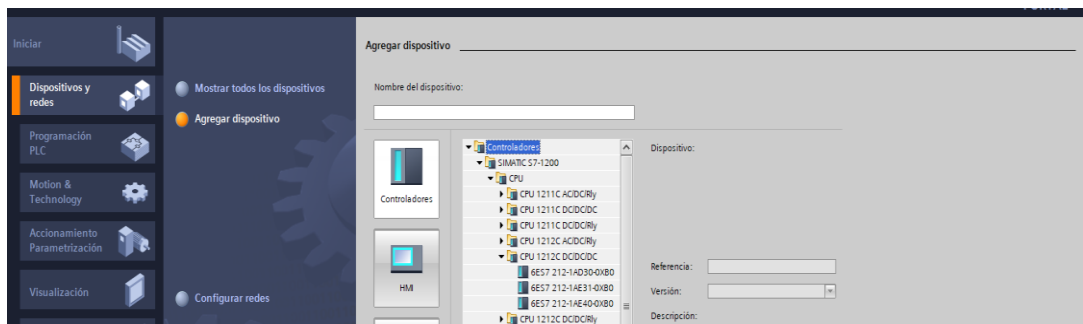 Iniciar
Dispositivos y
redes
Programación
PLC
Motion &
Technology
Accionamiento
Parametrización
Visualización
Mostrar todos los dispositivos
Agregar dispositivo
Configurar redes
Agregar dispositivo
Nombre del dispositivo:
Controladores
HMI
Controladores
SIMATIC S7-1200
CPU
CPU 1211C AC/DC/Rly
CPU 1211C DC/DC/DC
CPU 1211C DC/DC/Rly
CPU 1212C AC/DC/Rly
CPU 1212C DC/DC/DC
6ES7 212-1AD30-0XB0
6ES7 212-1AE31-0XB0
6ES7 212-1AE40-0XB0
CPU 1212C DC/DC/Rly
Dispositivo:
Referencia:
Versión:
Descripción: